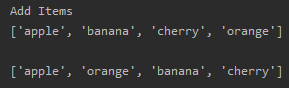 Add Items
['apple', 'banana', 'cherry', 'orange']
['apple', 'orange', 'banana', 'cherry']